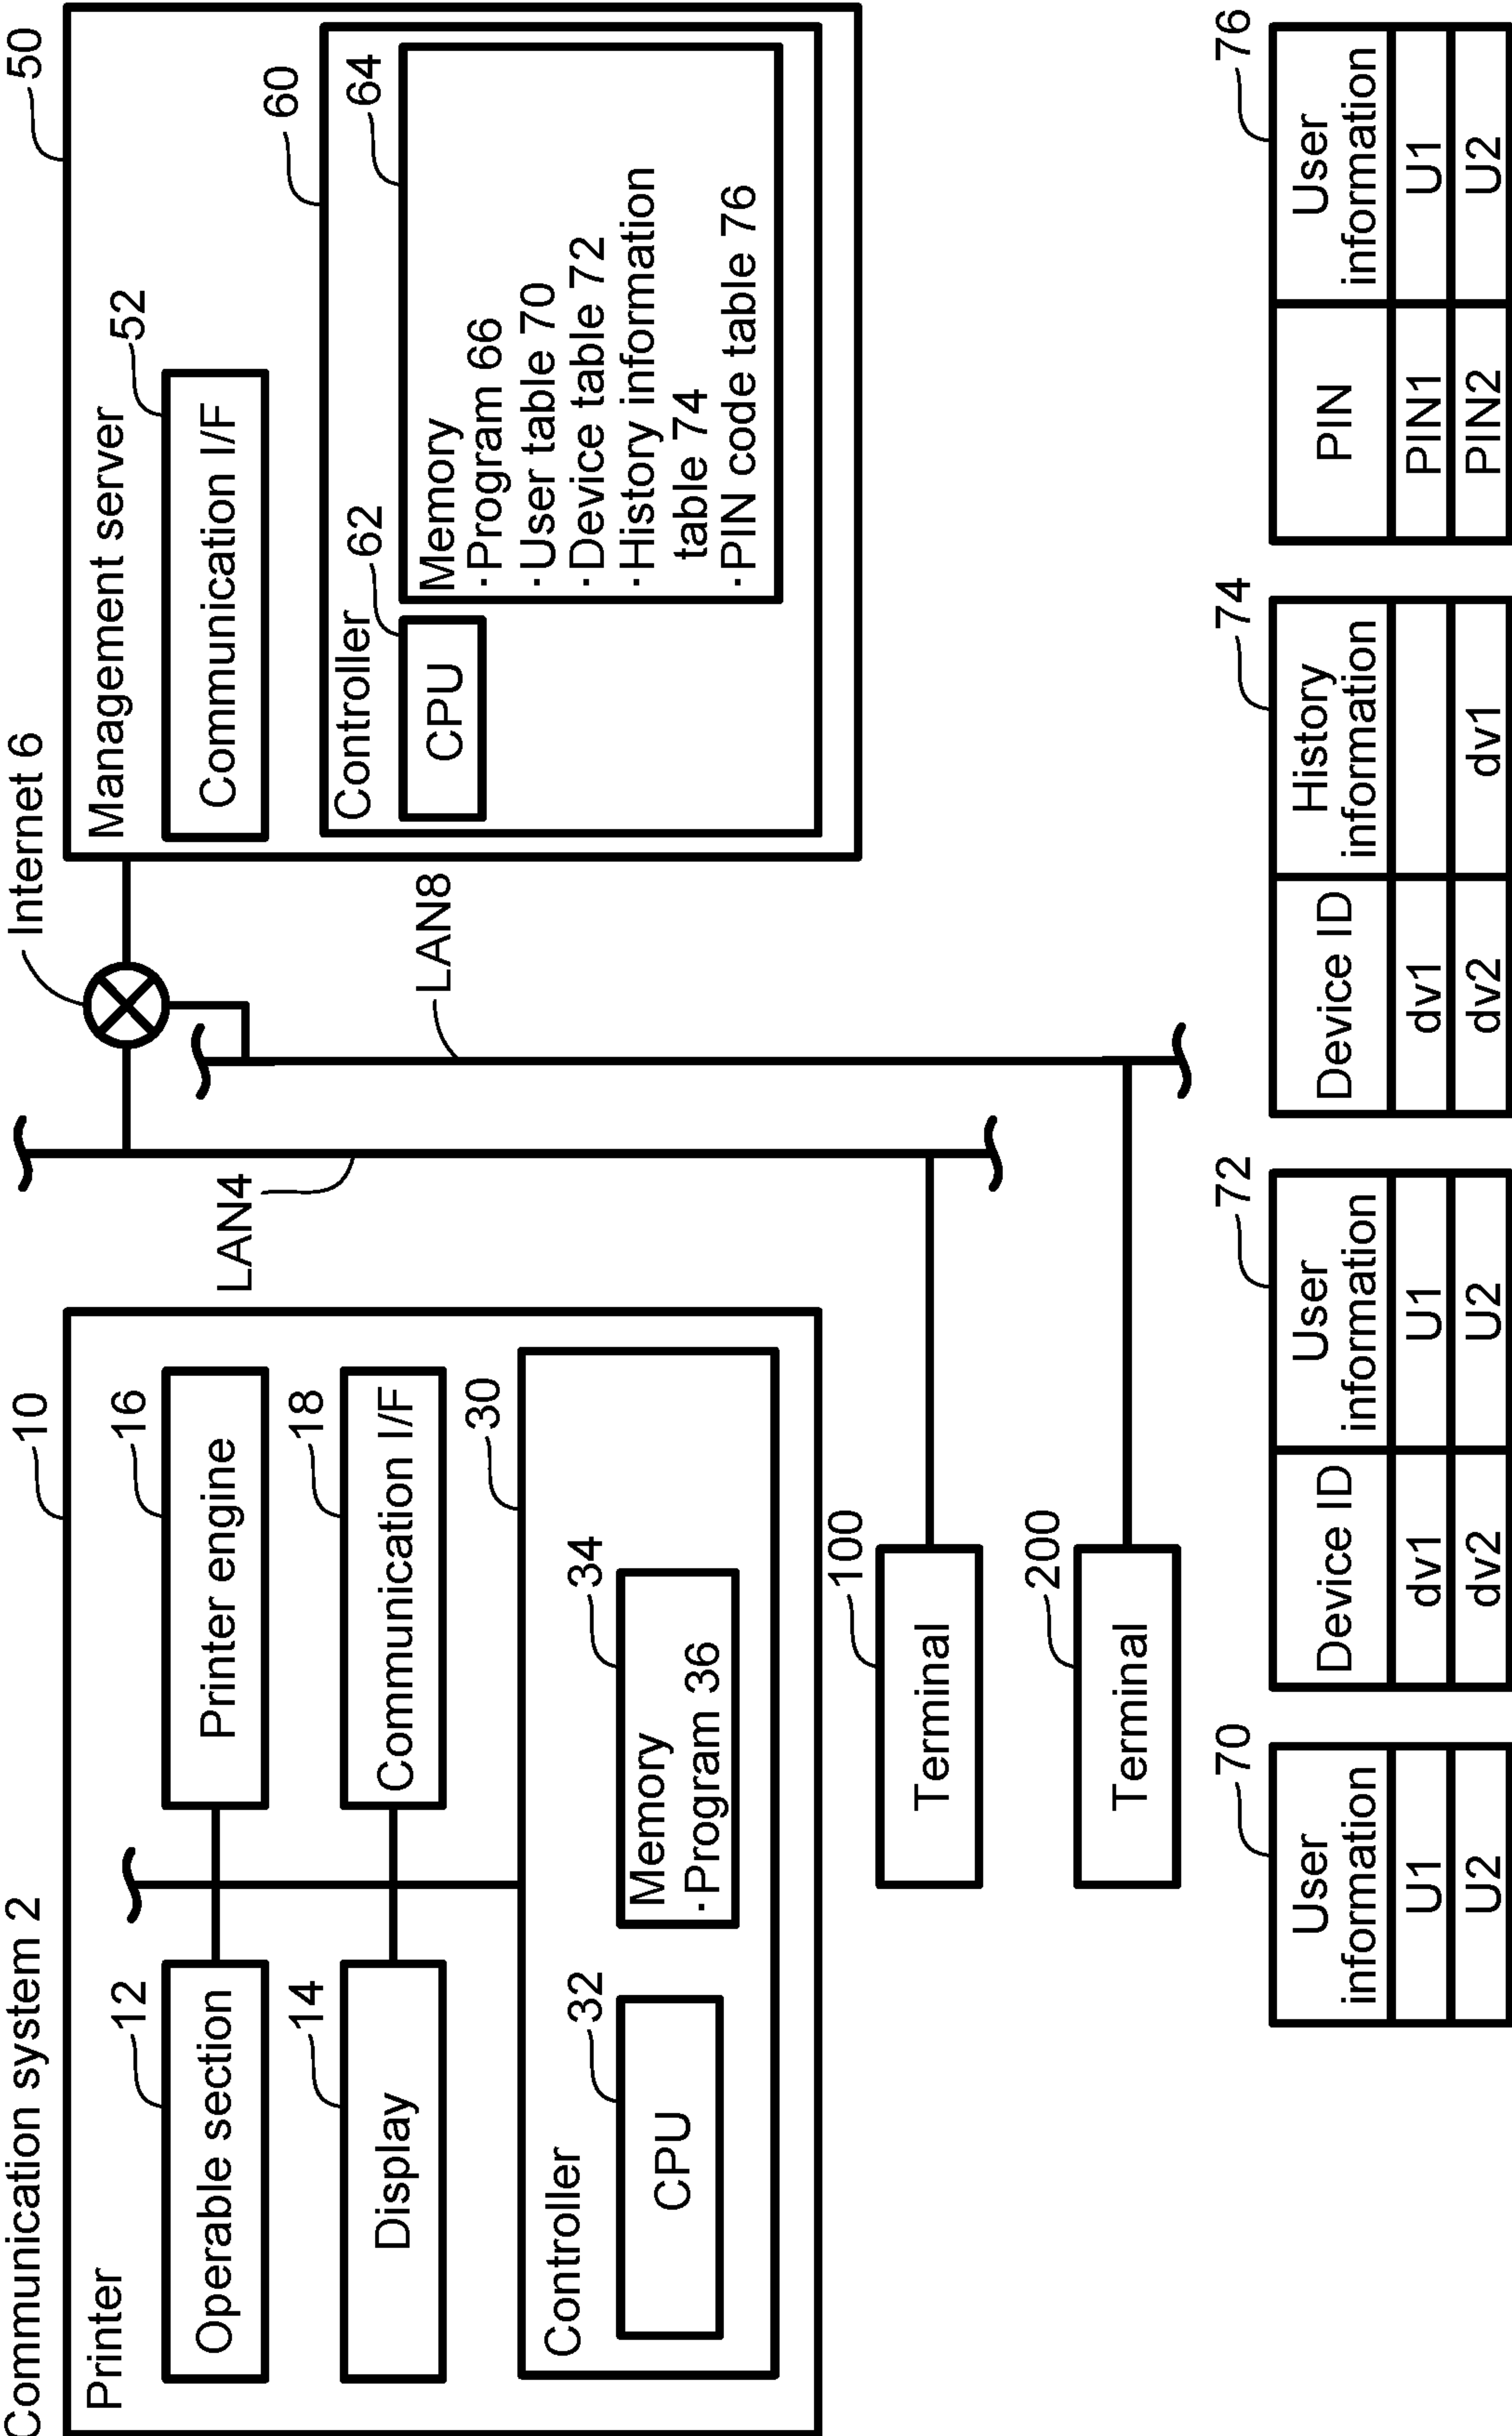 Communication system 2
10
Printer
12
Operable section
16
Printer engine
14
Display
18
Communication I/F
30
Controller
32
CPU
34
Memory
·Program 36
LAN4
Internet 6
LAN8
50
Management server
52
Communication I/F
60
Controller
62
CPU
64
Memory
·Program 66
·User table 70
·Device table 72
·History information
table 74
·PIN code table 76
100
Terminal
200
Terminal
70
User
information
U1
U2
72
Device ID
User
information
dv1
U1
dv2
U2
74
Device ID
History
information
dv1
dv2
dv1
76
PIN
User
information
PIN1
U1
PIN2
U2